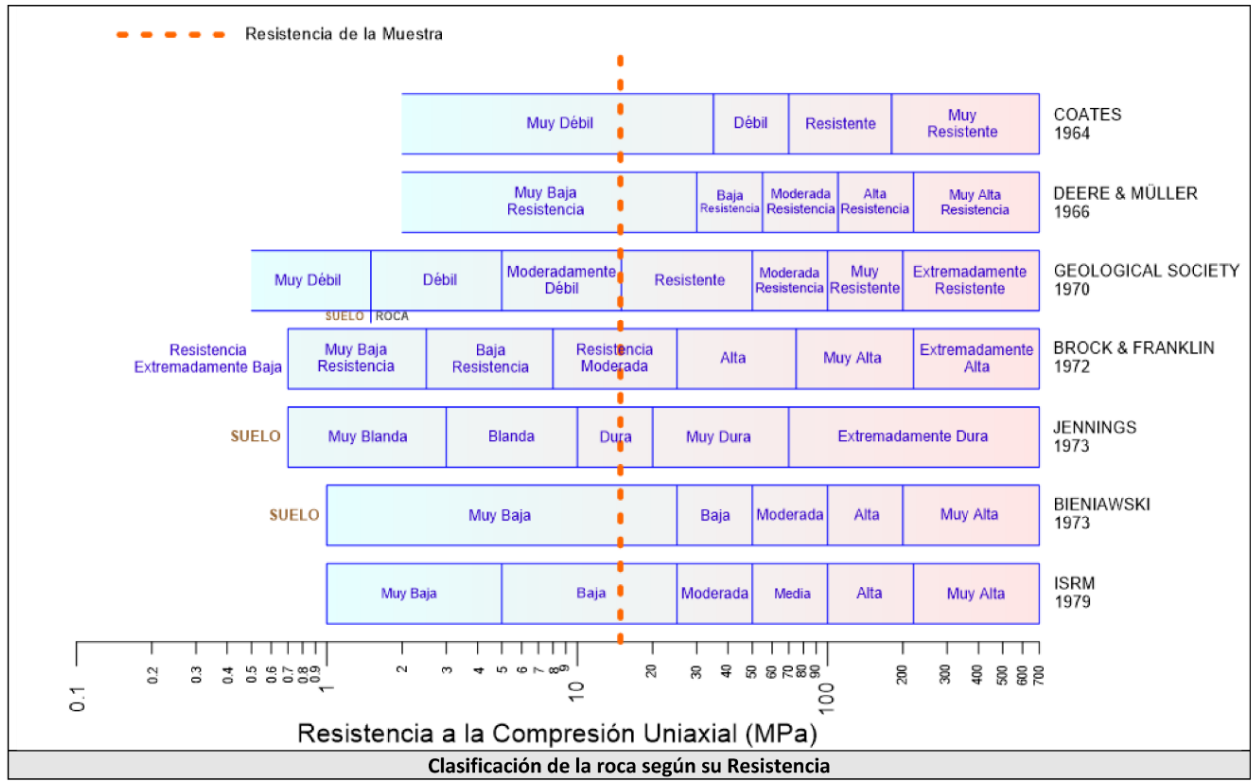 Resistencia de la Muestra
Muy Débil
Débil
Resistente
Muy
Resistente
COATES
1964
Muy Baja
Resistencia
Baja
Resistencia
Moderada
Resistencia
Alta
Resistencia
Muy Alta
Resistencia
DEERE & MÜLLER
1966
Muy Débil
Débil
Moderadamente
Débil
Resistente
Moderada
Resistencia
Muy
Resistente
Extremadamente
Resistente
GEOLOGICAL SOCIETY
1970
SUELO
ROCA
Resistencia
Extremadamente Baja
Muy Baja
Resistencia
Baja
Resistencia
Resistencia
Moderada
Alta
Muy Alta
Extremadamente
Alta
BROCK & FRANKLIN
1972
SUELO
Muy Blanda
Blanda
Dura
Muy Dura
Extremadamente Dura
JENNINGS
1973
SUELO
Muy Baja
Baja
Moderada
Alta
Muy Alta
BIENIAWSKI
1973
Muy Baja
Baja
Moderada
Media
Alta
Muy Alta
ISRM
1979
0.1
0.2
0.3
0.4
0.5
0.6
0.7
0.8
0.9
1
2
3
4
5
6
7
8
9
10
20
30
40
50
60
70
80
90
100
200
300
400
500
600
700
Resistencia a la Compresión Uniaxial (MPa)
Clasificación de la roca según su Resistencia